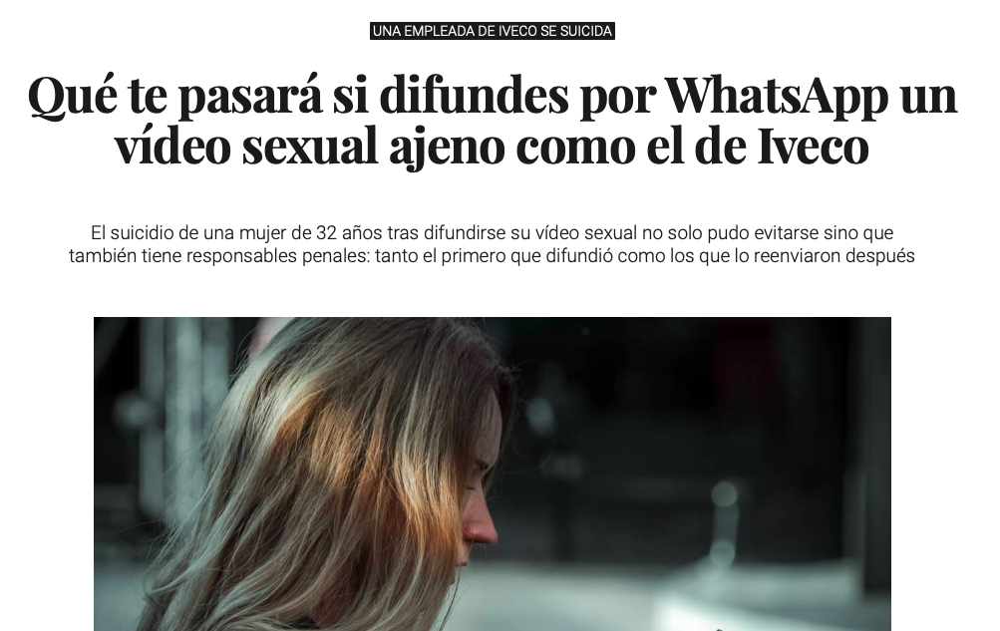 UNA EMPLEADA DE IVECO SE SUICIDA
Qué te pasará si difundes por WhatsApp un
vídeo sexual ajeno como el de Iveco
El suicidio de una mujer de 32 años tras difundirse su vídeo sexual no solo pudo evitarse sino que
también tiene responsables penales: tanto el primero que difundió como los que lo reenviaron después